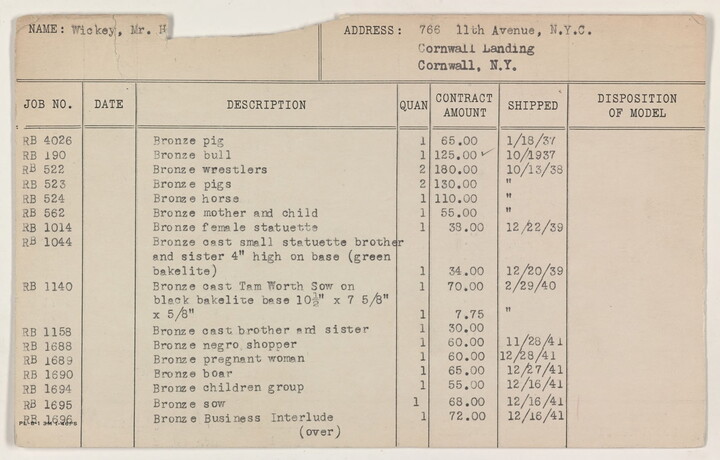 NAME: Wickey, Mr. H ADDRESS: 766 11th Avenue, N.Y.C.
Cornwall Landing
Cornwall, N.Y.
JOB NO. DATE DESCRIPTION QUAN CONTRACT AMOUNT SHIPPED DISPOSITION OF MODEL
RB 4026 Bronze pig 1 65.00 1/18/37
RB 190 Bronze bull 1 125.00 ✓ 10/1937
RB 522 Bronze wrestlers 2 180.00 10/13/38
RB 523 Bronze pigs 2 130.00 "
RB 524 Bronze horse 1 110.00 "
RB 562 Bronze mother and child 1 55.00 "
RB 1014 Bronze female statuette 1 38.00 12/22/39
RB 1044 Bronze cast small statuette brother
and sister 4" high on base (green
bakelite) 1 34.00 12/20/39
RB 1140 Bronze cast Tam Worth Sow on 1 70.00 2/29/40
black bakelite base 10½" x 7 5/8"
x 5/8" 1 7.75 "
RB 1158 Bronze cast brother and sister 1 30.00
RB 1688 Bronze negro shopper 1 60.00 11/28/41
RB 1689 Bronze pregnant woman 1 60.00 12/28/41
RB 1690 Bronze boar 1 65.00 12/27/41
RB 1694 Bronze children group 1 55.00 12/16/41
RB 1695 Bronze sow 1 68.00 12/16/41
RB 1696 Bronze Business Interlude 1 72.00 12/16/41
(over)